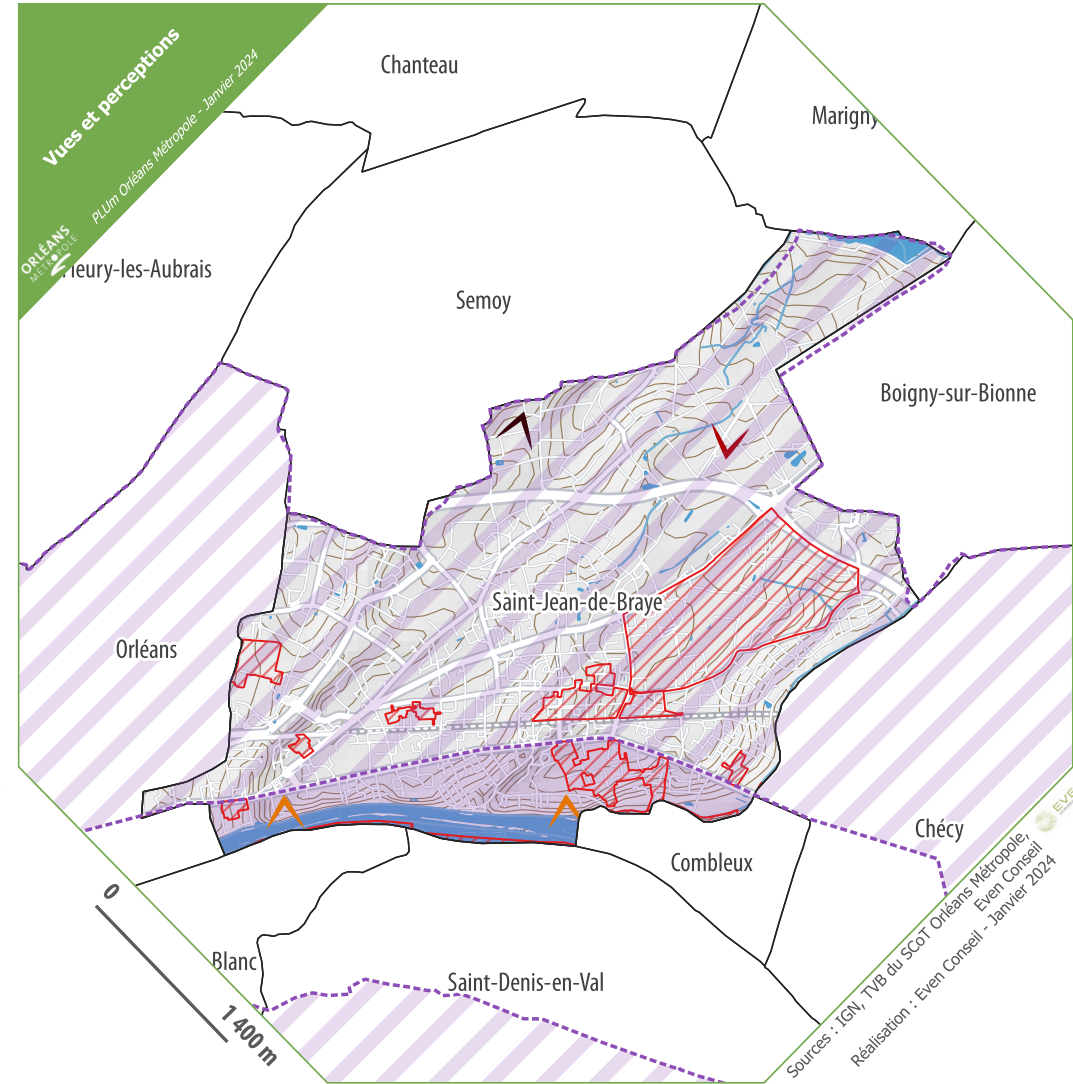 Vues et perceptions
PLUm Orléans Métropole - Janvier 2024
ORLÉANS
MÉTROPOLE
Chanteau
Marigny
leury-les-Aubrais
Semoy
Boigny-sur-Bionne
Saint-Jean-de-Braye
Orléans
Chécy
Combleux
Blanc
Saint-Denis-en-Val
0
1 400 m
Sources : IGN, TVB du SCoT Orléans Métropole,
Even Conseil
Réalisation : Even Conseil - Janvier 2024